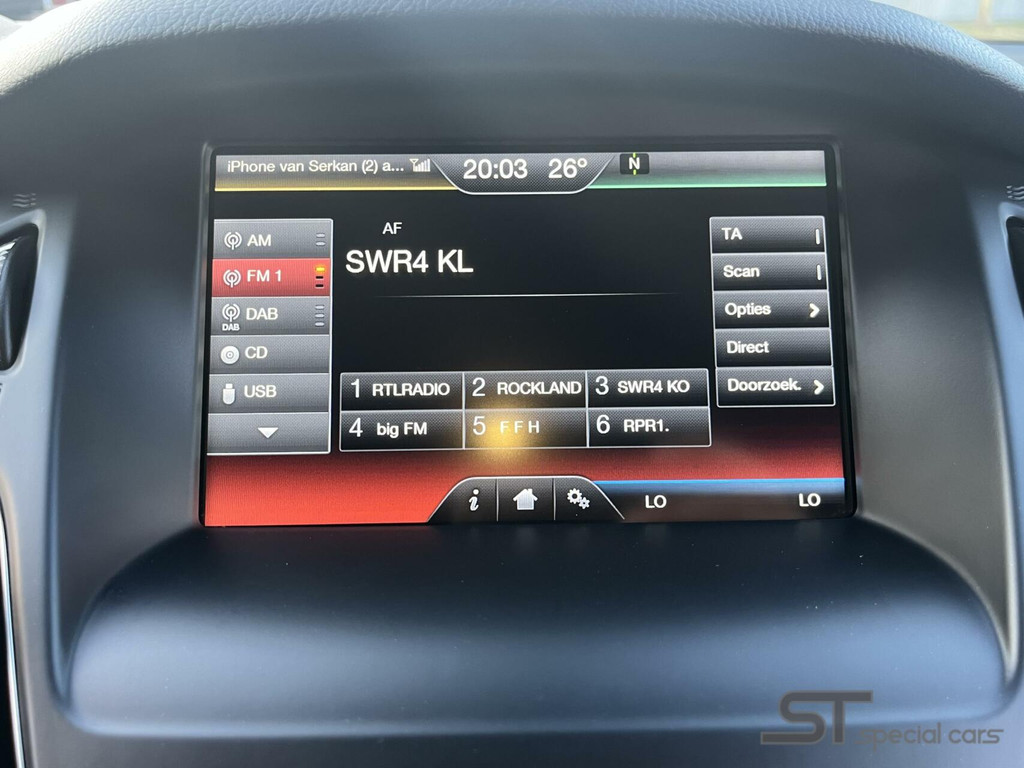 iPhone van Serkan (2) a...
20:03 26°
N
AM
FM 1
DAB
DAB
CD
USB
AF
SWR4 KL
TA
Scan
Opties
Direct
Doorzoek.
1 RTLRADIO 2 ROCKLAND 3 SWR4 KO
4 big FM 5 F F H 6 RPR1.
i
LO LO
ST
special cars